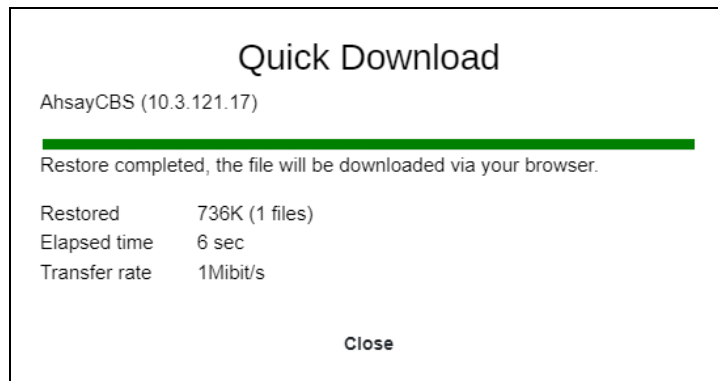 Quick Download
AhsayCBS (10.3.121.17)
Restore completed, the file will be downloaded via your browser.
Restored 736K (1 files)
Elapsed time 6 sec
Transfer rate 1Mibit/s
Close